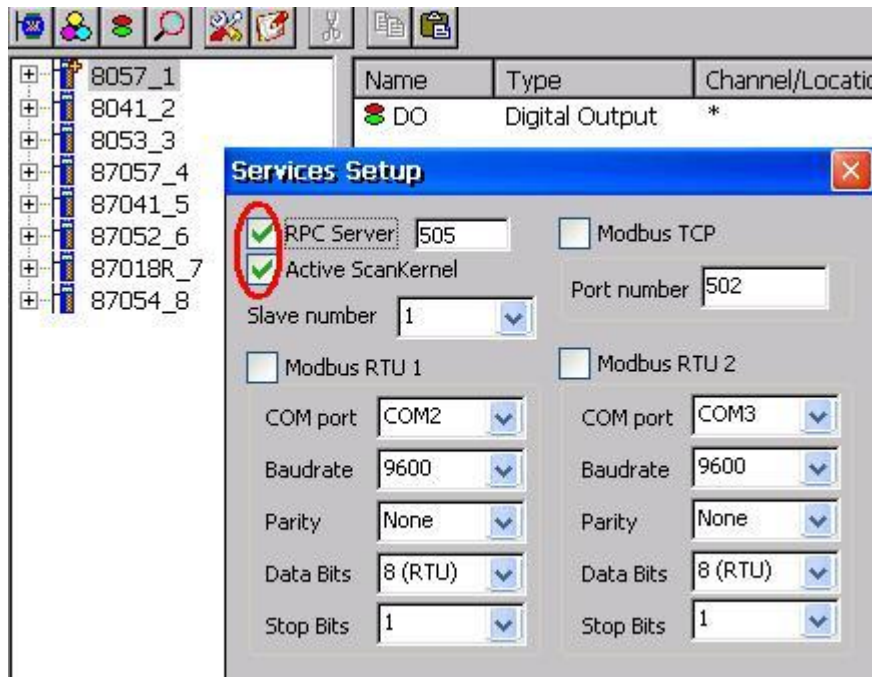 8057_1
8041_2
8053_3
87057_4
87041_5
87052_6
87018R_7
87054_8
Name Type Channel/Locatio
DO Digital Output *
Services Setup
RPC Server 505
Active ScanKernel
Slave number 1
Modbus TCP
Port number 502
Modbus RTU 1
COM port COM2
Baudrate 9600
Parity None
Data Bits 8 (RTU)
Stop Bits 1
Modbus RTU 2
COM port COM3
Baudrate 9600
Parity None
Data Bits 8 (RTU)
Stop Bits 1